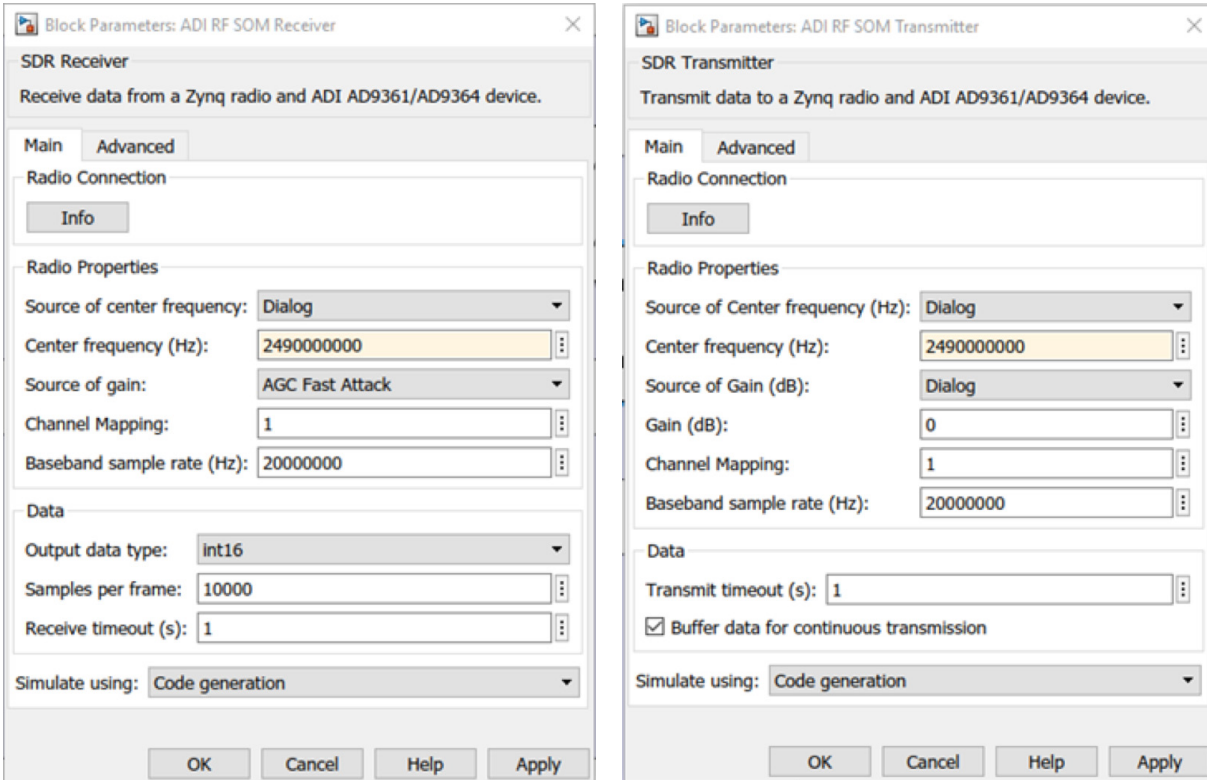 Block Parameters: ADI RF SOM Receiver
SDR Receiver
Receive data from a Zynq radio and ADI AD9361/AD9364 device.
Main Advanced
Radio Connection
Info
Radio Properties
Source of center frequency: Dialog
Center frequency (Hz): 2490000000
Source of gain: AGC Fast Attack
Channel Mapping: 1
Baseband sample rate (Hz): 20000000
Data
Output data type: int16
Samples per frame: 10000
Receive timeout (s): 1
Simulate using: Code generation
OK Cancel Help Apply
Block Parameters: ADI RF SOM Transmitter
SDR Transmitter
Transmit data to a Zynq radio and ADI AD9361/AD9364 device.
Main Advanced
Radio Connection
Info
Radio Properties
Source of Center frequency (Hz): Dialog
Center frequency (Hz): 2490000000
Source of Gain (dB): Dialog
Gain (dB): 0
Channel Mapping: 1
Baseband sample rate (Hz): 20000000
Data
Transmit timeout (s): 1
Buffer data for continuous transmission
Simulate using: Code generation
OK Cancel Help Apply